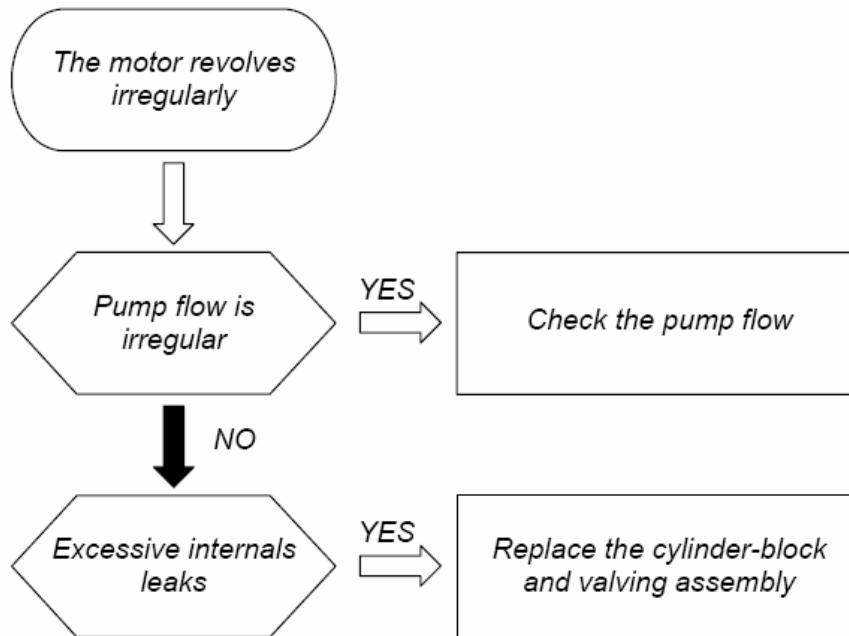 The motor revolves
irregularly
Pump flow is
irregular
YES
Check the pump flow
NO
Excessive internals
leaks
YES
Replace the cylinder-block
and valving assembly